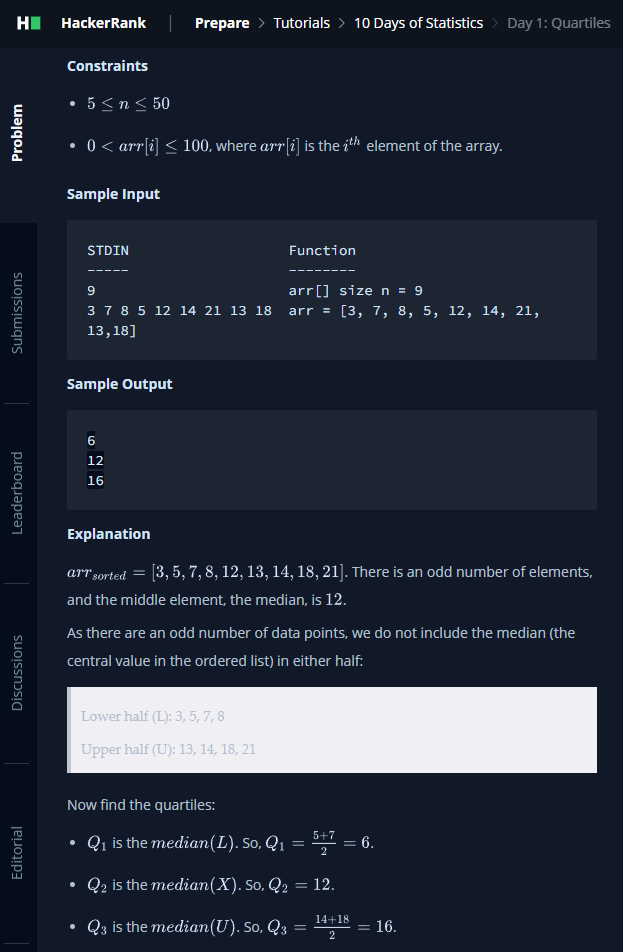 HackerRank | Prepare > Tutorials > 10 Days of Statistics > Day 1: Quartiles
Problem
Submissions
Leaderboard
Discussions
Editorial
Constraints
• 5 ≤ n ≤ 50
• 0 < arr[i] ≤ 100, where arr[i] is the i^th element of the array.
Sample Input
STDIN Function
----- --------
9 arr[] size n = 9
3 7 8 5 12 14 21 13 18 arr = [3, 7, 8, 5, 12, 14, 21,
13,18]
Sample Output
6
12
16
Explanation
arr_sorted = [3, 5, 7, 8, 12, 13, 14, 18, 21]. There is an odd number of elements,
and the middle element, the median, is 12.
As there are an odd number of data points, we do not include the median (the
central value in the ordered list) in either half:
Lower half (L): 3, 5, 7, 8
Upper half (U): 13, 14, 18, 21
Now find the quartiles:
• Q_1 is the median(L). So, Q_1 = (5+7)/2 = 6.
• Q_2 is the median(X). So, Q_2 = 12.
• Q_3 is the median(U). So, Q_3 = (14+18)/2 = 16.